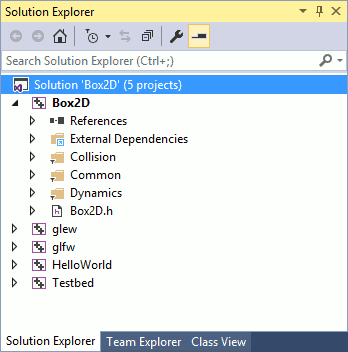 Solution Explorer
Search Solution Explorer (Ctrl+;)
Solution 'Box2D' (5 projects)
Box2D
References
External Dependencies
Collision
Common
Dynamics
Box2D.h
glew
glfw
HelloWorld
Testbed
Solution Explorer Team Explorer Class View